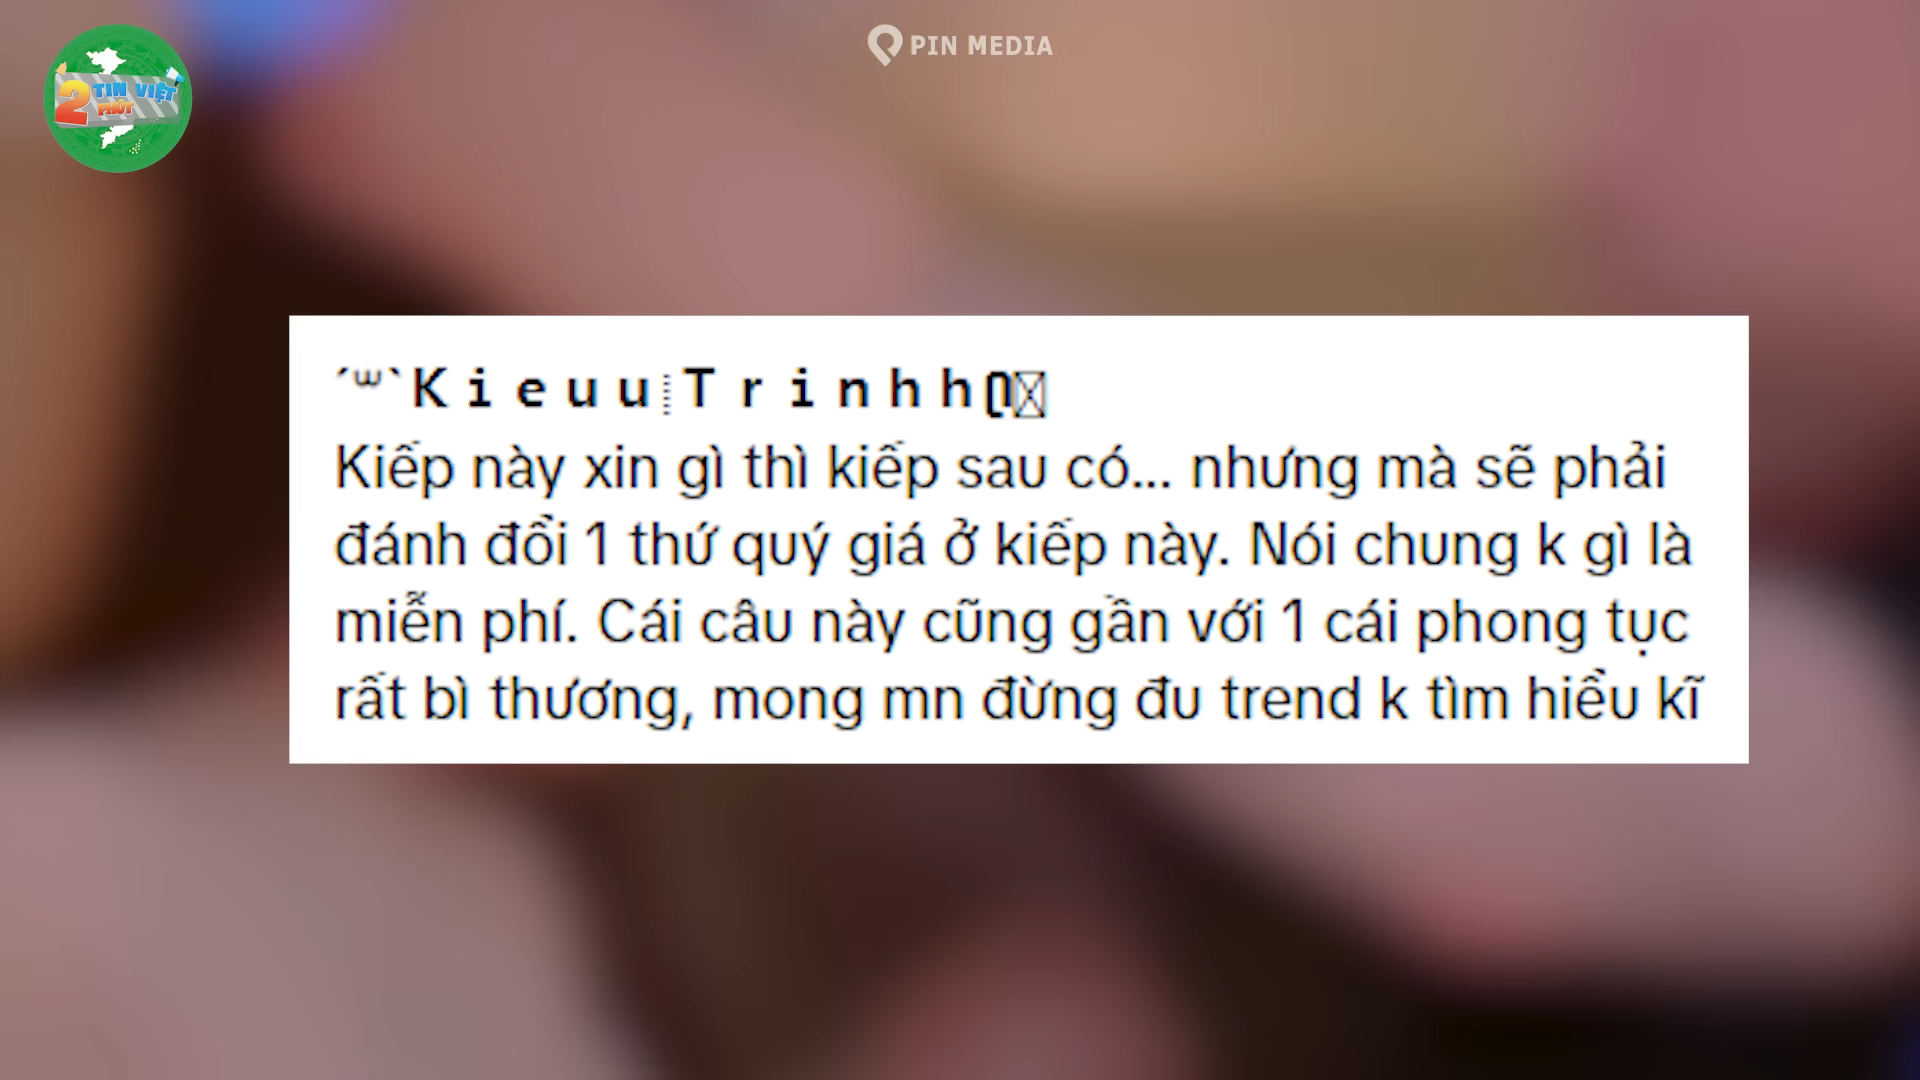 PIN MEDIA
2 TIN VIỆT
PHÚT
K i e u u T r i n h h
Kiếp này xin gì thì kiếp sau có... nhưng mà sẽ phải
đánh đổi 1 thứ quý giá ở kiếp này. Nói chung k gì là
miễn phí. Cái câu này cũng gần với 1 cái phong tục
rất bì thương, mong mn đừng đu trend k tìm hiểu kĩ